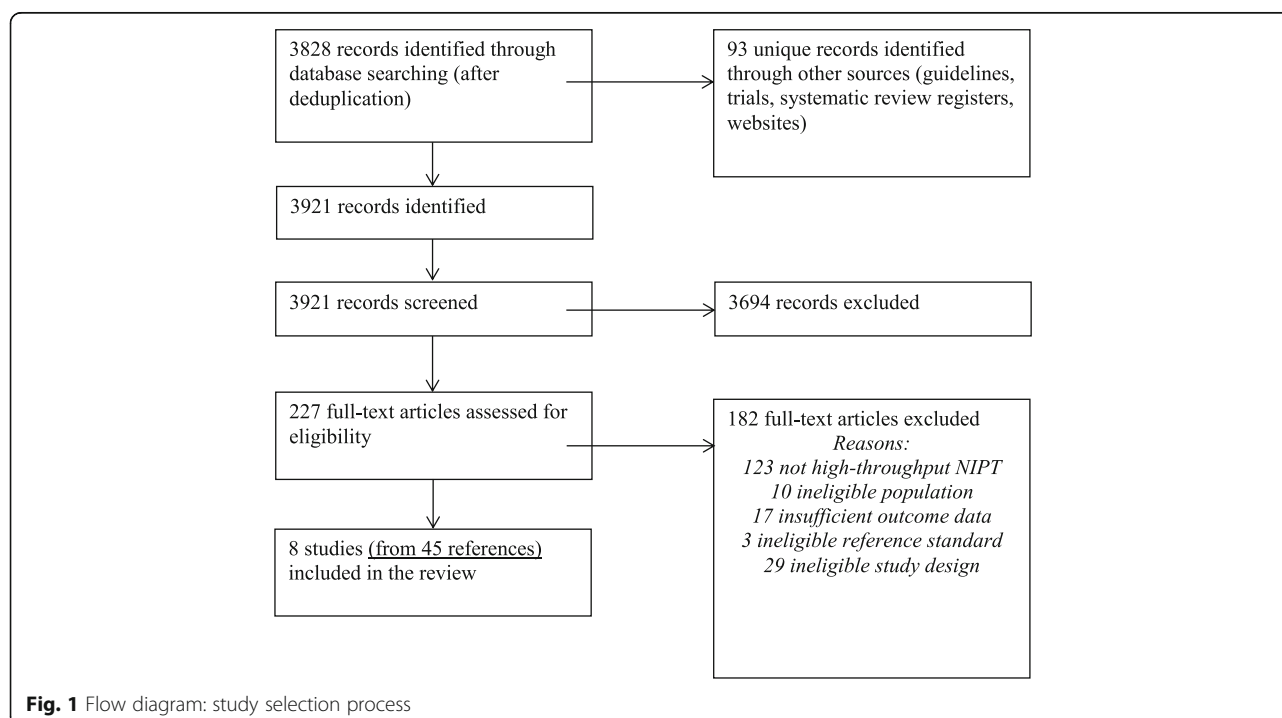 3828 records identified through
database searching (after
deduplication)
93 unique records identified
through other sources (guidelines,
trials, systematic review registers,
websites)
3921 records identified
3921 records screened
3694 records excluded
227 full-text articles assessed for
eligibility
182 full-text articles excluded
Reasons:
123 not high-throughput NIPT
10 ineligible population
17 insufficient outcome data
3 ineligible reference standard
29 ineligible study design
8 studies (from 45 references)
included in the review
Fig. 1 Flow diagram: study selection process